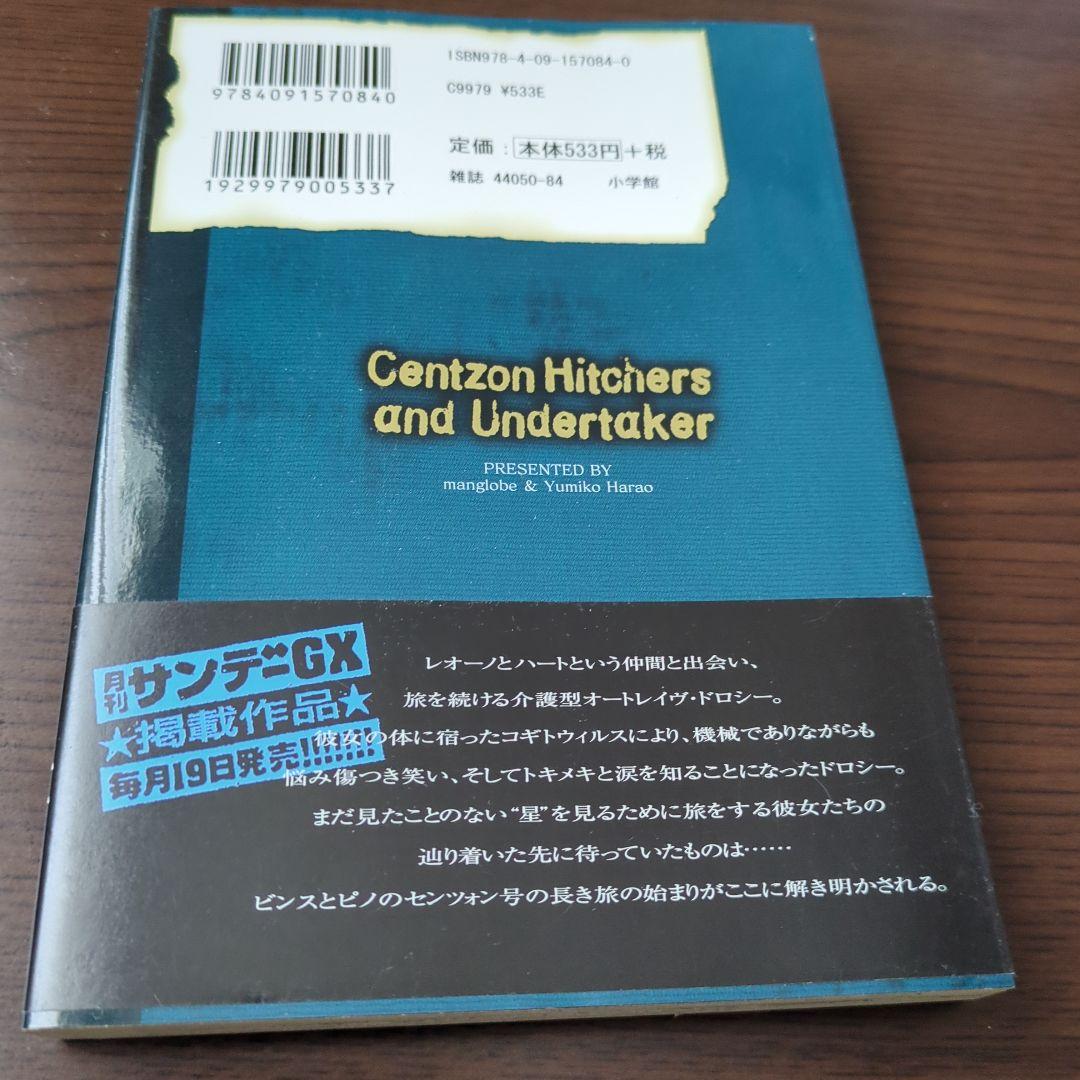 ISBN978-4-09-157084-0
C9979 ¥533E
9784091570840
定価：本体533円+税
雑誌 44050-84 小学館
1929979005337
Centzon Hitchers
and Undertaker
PRESENTED BY
manglobe & Yumiko Harao
月刊サンデーGX
★掲載作品★
毎月19日発売!!!!!!!
レオーノとハートという仲間と出会い、
旅を続ける介護型オートレイヴ・ドロシー。
彼女の体に宿ったコギトウィルスにより、機械でありながらも
悩み傷つき笑い、そしてトキメキと涙を知ることになったドロシー。
まだ見たことのない“星”を見るために旅をする彼女たちの
辿り着いた先に待っていたものは……
ビンスとピノのセンツォン号の長き旅の始まりがここに解き明かされる。